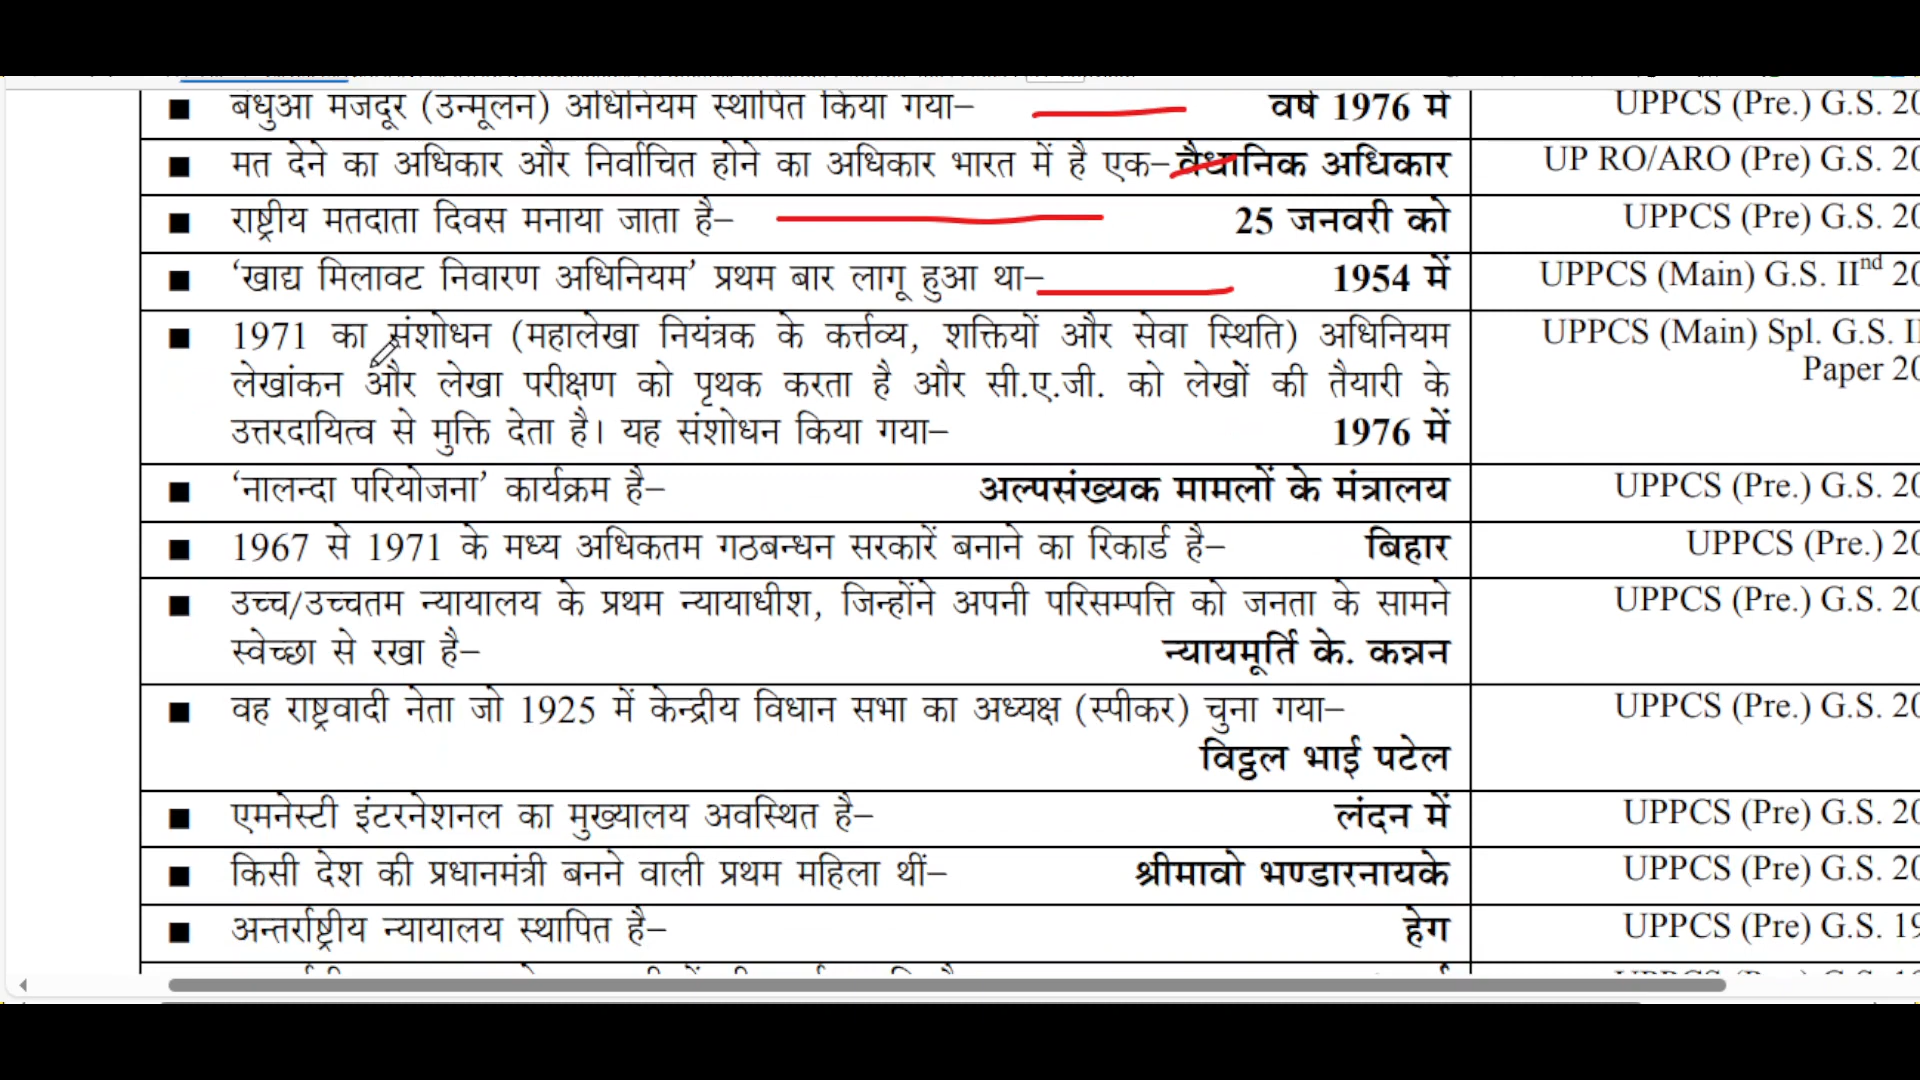 बंधुआ मजदूर (उन्मूलन) अधिनियम स्थापित किया गया– वर्ष 1976 में UPPCS (Pre.) G.S. 20
मत देने का अधिकार और निर्वाचित होने का अधिकार भारत में है एक– वैधानिक अधिकार UP RO/ARO (Pre) G.S. 20
राष्ट्रीय मतदाता दिवस मनाया जाता है– 25 जनवरी को UPPCS (Pre) G.S. 20
‘खाद्य मिलावट निवारण अधिनियम’ प्रथम बार लागू हुआ था– 1954 में UPPCS (Main) G.S. IInd 20
1971 का संशोधन (महालेखा नियंत्रक के कर्त्तव्य, शक्तियों और सेवा स्थिति) अधिनियम UPPCS (Main) Spl. G.S. II
लेखांकन और लेखा परीक्षण को पृथक करता है और सी.ए.जी. को लेखों की तैयारी के Paper 20
उत्तरदायित्व से मुक्ति देता है। यह संशोधन किया गया– 1976 में
‘नालन्दा परियोजना’ कार्यक्रम है– अल्पसंख्यक मामलों के मंत्रालय UPPCS (Pre.) G.S. 20
1967 से 1971 के मध्य अधिकतम गठबन्धन सरकारें बनाने का रिकार्ड है– बिहार UPPCS (Pre.) 20
उच्च/उच्चतम न्यायालय के प्रथम न्यायाधीश, जिन्होंने अपनी परिसम्पत्ति को जनता के सामने UPPCS (Pre.) G.S. 20
स्वेच्छा से रखा है– न्यायमूर्ति के. कन्नन
वह राष्ट्रवादी नेता जो 1925 में केन्द्रीय विधान सभा का अध्यक्ष (स्पीकर) चुना गया– UPPCS (Pre.) G.S. 20
विट्ठल भाई पटेल
एमनेस्टी इंटरनेशनल का मुख्यालय अवस्थित है– लंदन में UPPCS (Pre) G.S. 20
किसी देश की प्रधानमंत्री बनने वाली प्रथम महिला थीं– श्रीमावो भण्डारनायके UPPCS (Pre) G.S. 20
अन्तर्राष्ट्रीय न्यायालय स्थापित है– हेग UPPCS (Pre) G.S. 19